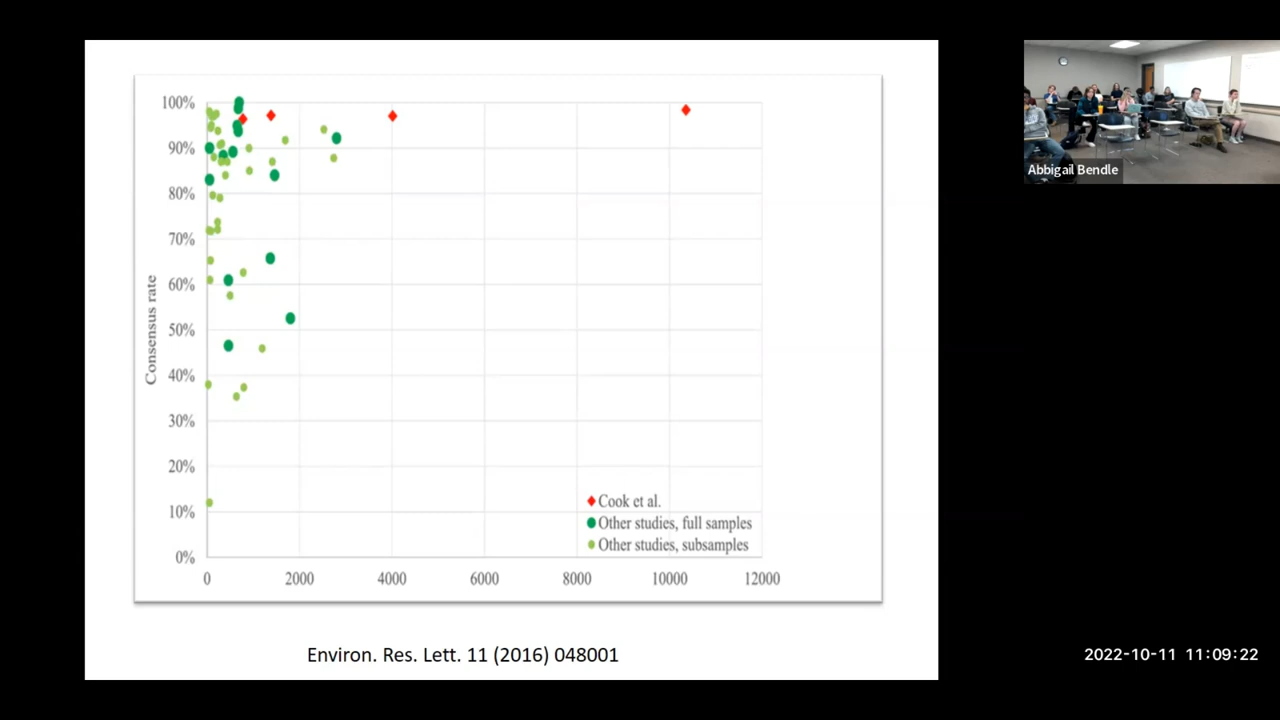 100%
90%
80%
70%
60%
50%
40%
30%
20%
10%
0%
Consensus rate
0 2000 4000 6000 8000 10000 12000
Cook et al.
Other studies, full samples
Other studies, subsamples
Environ. Res. Lett. 11 (2016) 048001
Abbigail Bendle
2022-10-11 11:09:22